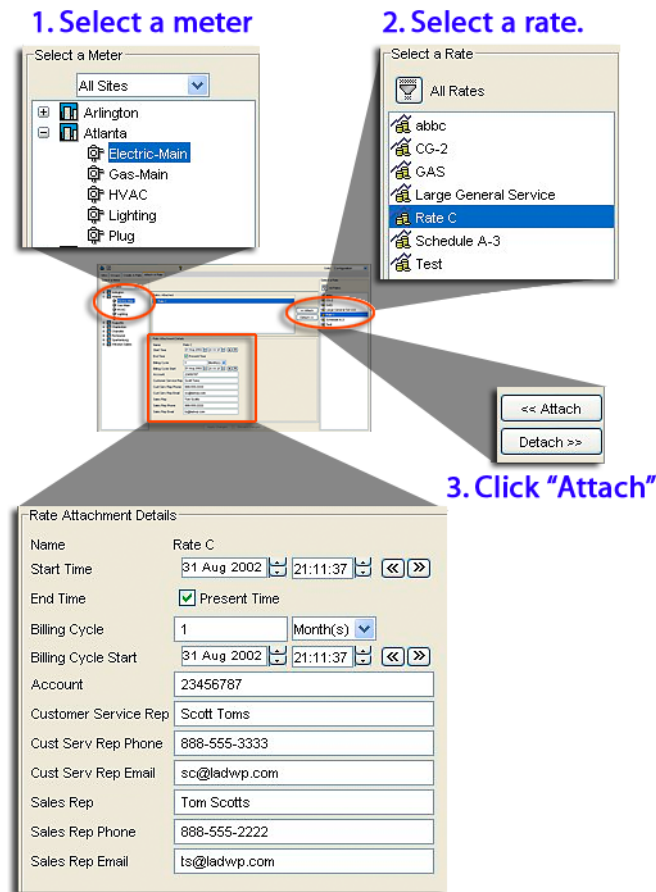 1. Select a meter
Select a Meter
All Sites
Arlington
Atlanta
Electric-Main
Gas-Main
HVAC
Lighting
Plug
2. Select a rate.
Select a Rate
All Rates
abbc
CG-2
GAS
Large General Service
Rate C
Schedule A-3
Test
<< Attach
Detach >>
3. Click “Attach”
Rate Attachment Details
Name Rate C
Start Time 31 Aug 2002 21:11:37
End Time Present Time
Billing Cycle 1 Month(s)
Billing Cycle Start 31 Aug 2002 21:11:37
Account 23456787
Customer Service Rep Scott Toms
Cust Serv Rep Phone 888-555-3333
Cust Serv Rep Email sc@ladwp.com
Sales Rep Tom Scotts
Sales Rep Phone 888-555-2222
Sales Rep Email ts@ladwp.com